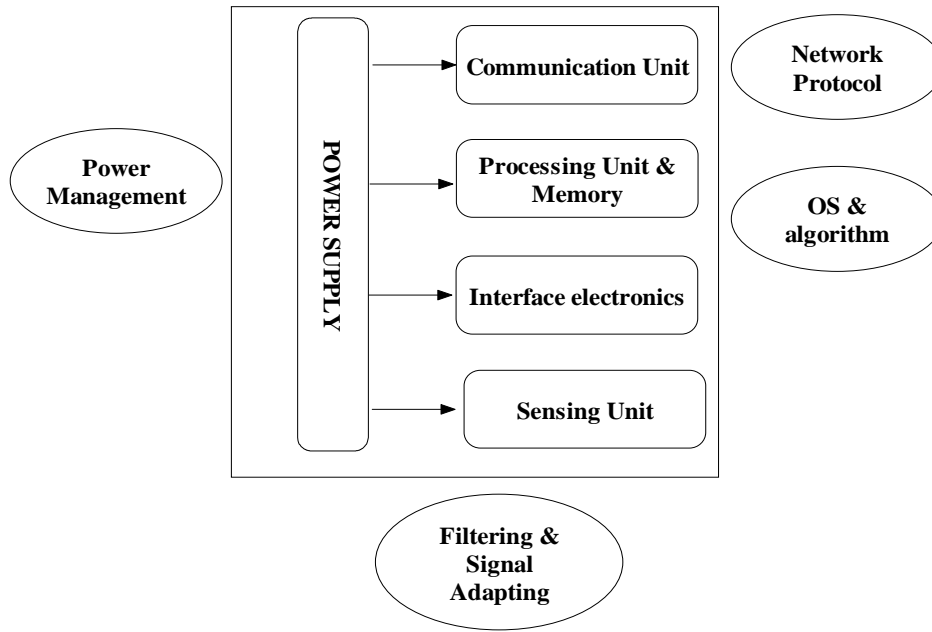 Communication Unit
Network
Protocol
Power
Management
POWER SUPPLY
Processing Unit &
Memory
OS &
algorithm
Interface electronics
Sensing Unit
Filtering &
Signal
Adapting